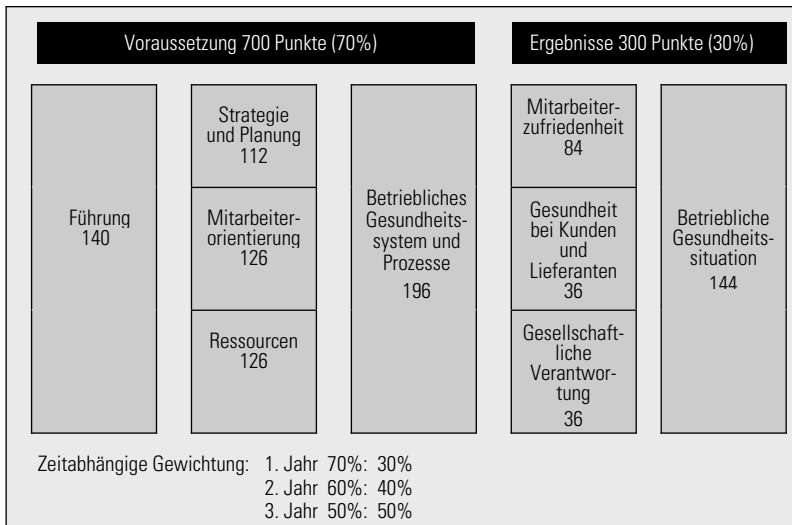 Voraussetzung 700 Punkte (70%)
Ergebnisse 300 Punkte (30%)
Führung
140
Strategie
und Planung
112
Mitarbeiter-
orientierung
126
Ressourcen
126
Betriebliches
Gesundheits-
system und
Prozesse
196
Mitarbeiter-
zufriedenheit
84
Gesundheit
bei Kunden
und
Lieferanten
36
Gesellschaft-
liche
Verantwor-
tung
36
Betriebliche
Gesundheits-
situation
144
Zeitabhängige Gewichtung: 1. Jahr 70%: 30%
2. Jahr 60%: 40%
3. Jahr 50%: 50%